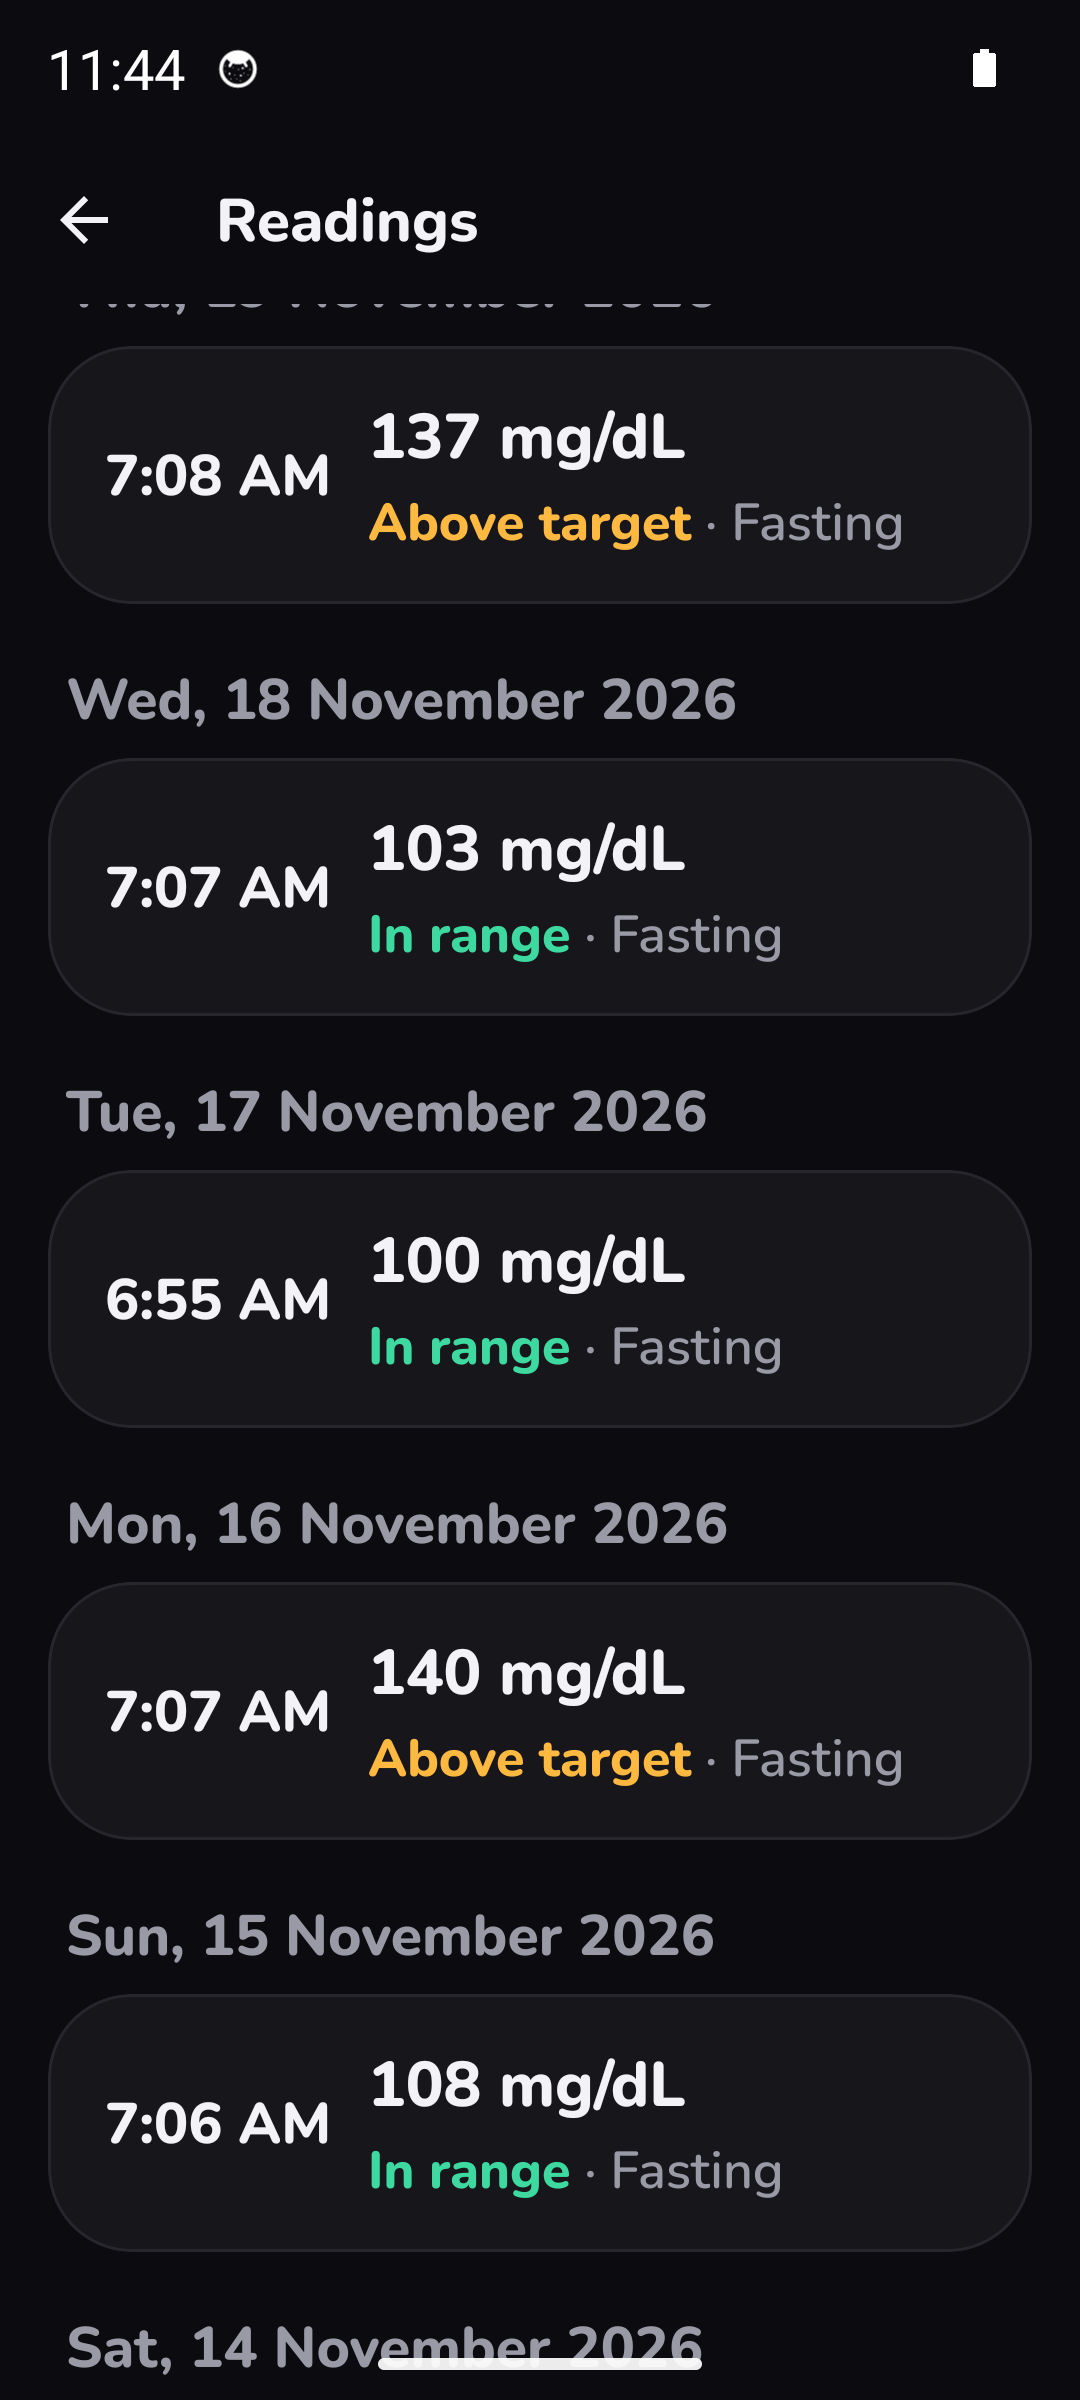 11:44
Readings
7:08 AM
137 mg/dL
Above target · Fasting
Wed, 18 November 2026
7:07 AM
103 mg/dL
In range · Fasting
Tue, 17 November 2026
6:55 AM
100 mg/dL
In range · Fasting
Mon, 16 November 2026
7:07 AM
140 mg/dL
Above target · Fasting
Sun, 15 November 2026
7:06 AM
108 mg/dL
In range · Fasting
Sat, 14 November 2026